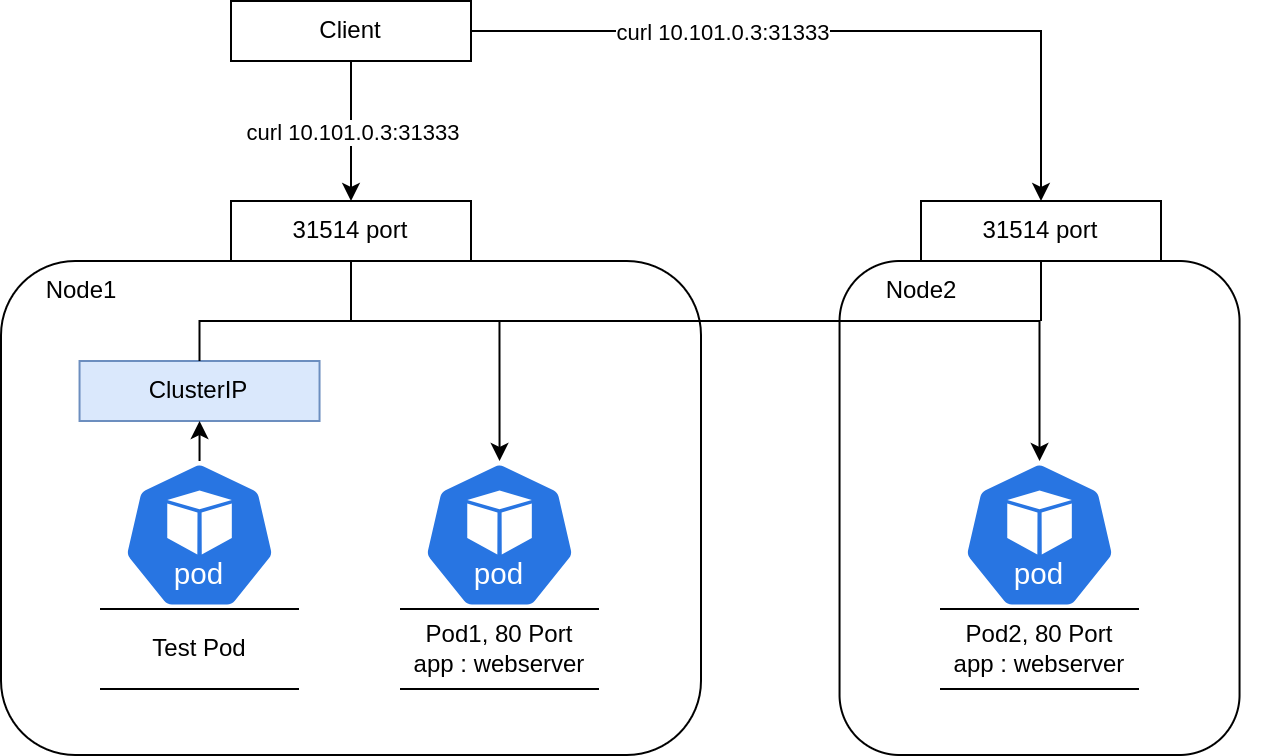 Client
curl 10.101.0.3:31333
curl 10.101.0.3:31333
31514 port
31514 port
Node1
Node2
ClusterIP
pod
pod
pod
Test Pod
Pod1, 80 Port
app : webserver
Pod2, 80 Port
app : webserver